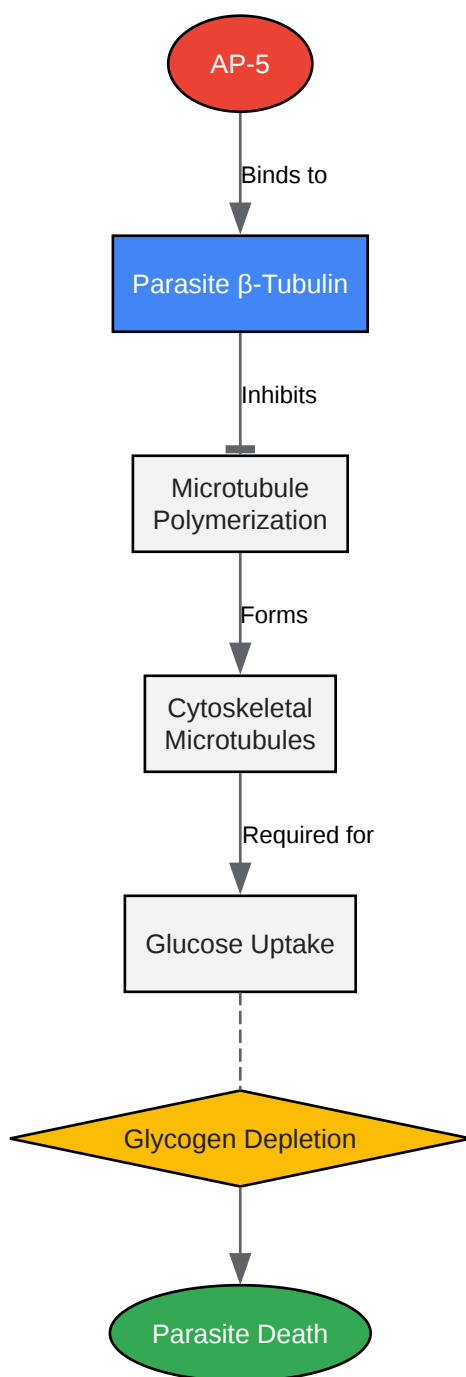 AP-5
Binds to
Parasite β-Tubulin
Inhibits
Microtubule
Polymerization
Forms
Cytoskeletal
Microtubules
Required for
Glucose Uptake
Glycogen Depletion
Parasite Death